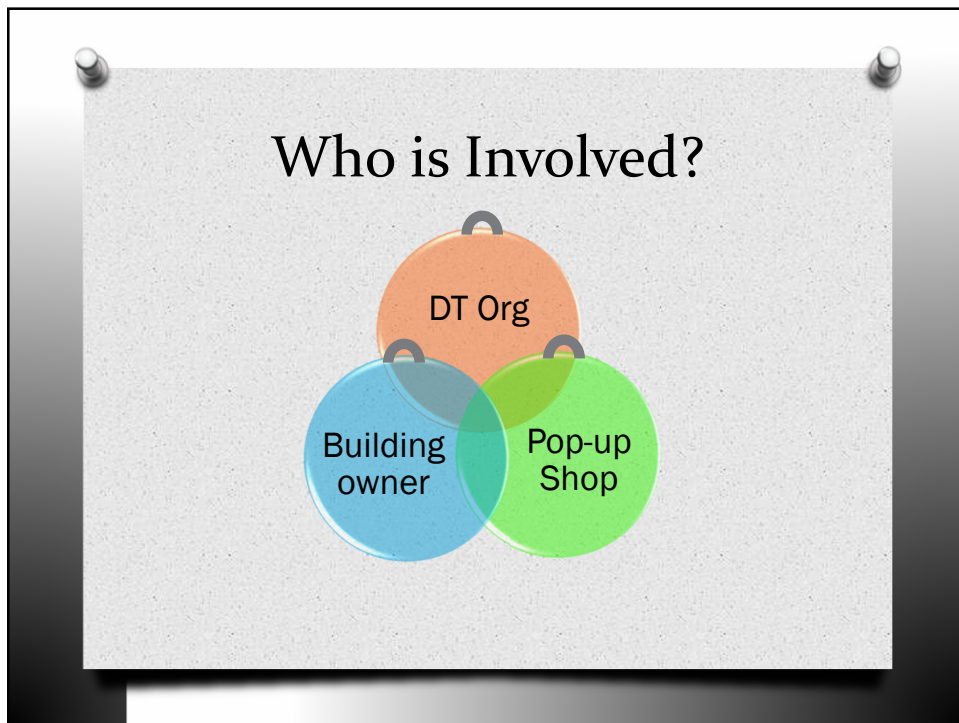 Who is Involved?
DT Org
Building
owner
Pop-up
Shop